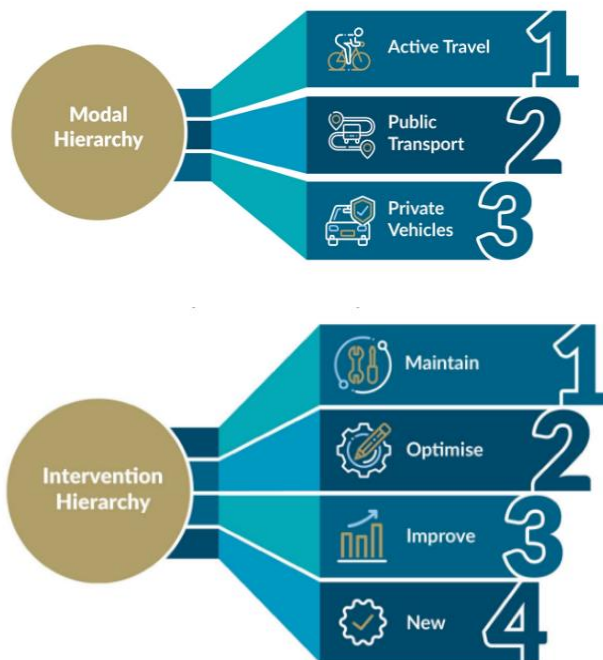 Modal
Hierarchy
Active Travel
1
Public
Transport
2
Private
Vehicles
3
Intervention
Hierarchy
Maintain
1
Optimise
2
Improve
3
New
4